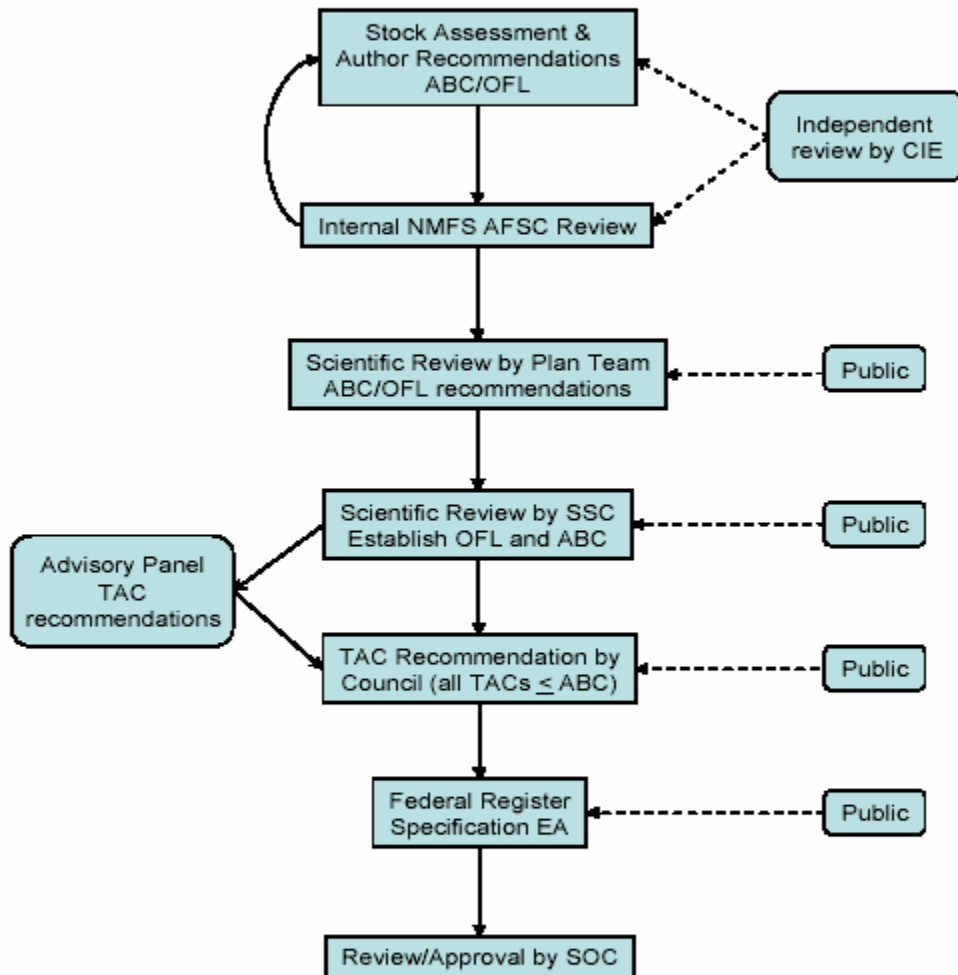 Stock Assessment &
Author Recommendations
ABC/OFL
Independent
review by CIE
Internal NMFS AFSC Review
Scientific Review by Plan Team
ABC/OFL recommendations
Public
Scientific Review by SSC
Establish OFL and ABC
Public
Advisory Panel
TAC
recommendations
TAC Recommendation by
Council (all TACs ≤ ABC)
Public
Federal Register
Specification EA
Public
Review/Approval by SOC